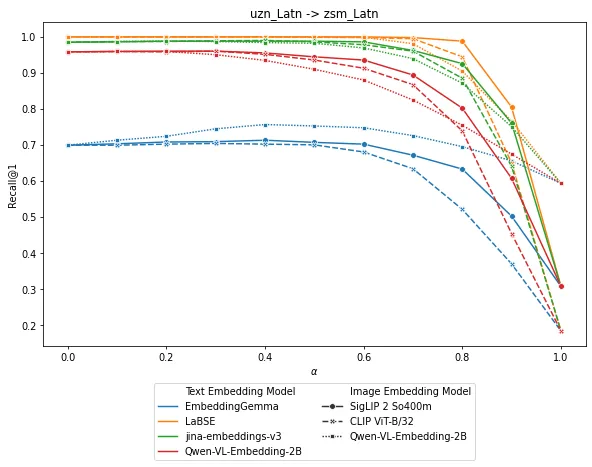 uzn_Latn -> zsm_Latn
Recall@1
1.0
0.9
0.8
0.7
0.6
0.5
0.4
0.3
0.2
0.0 0.2 0.4 0.6 0.8 1.0
α
Text Embedding Model Image Embedding Model
EmbeddingGemma SigLIP 2 So400m
LaBSE CLIP ViT-B/32
jina-embeddings-v3 Qwen-VL-Embedding-2B
Qwen-VL-Embedding-2B